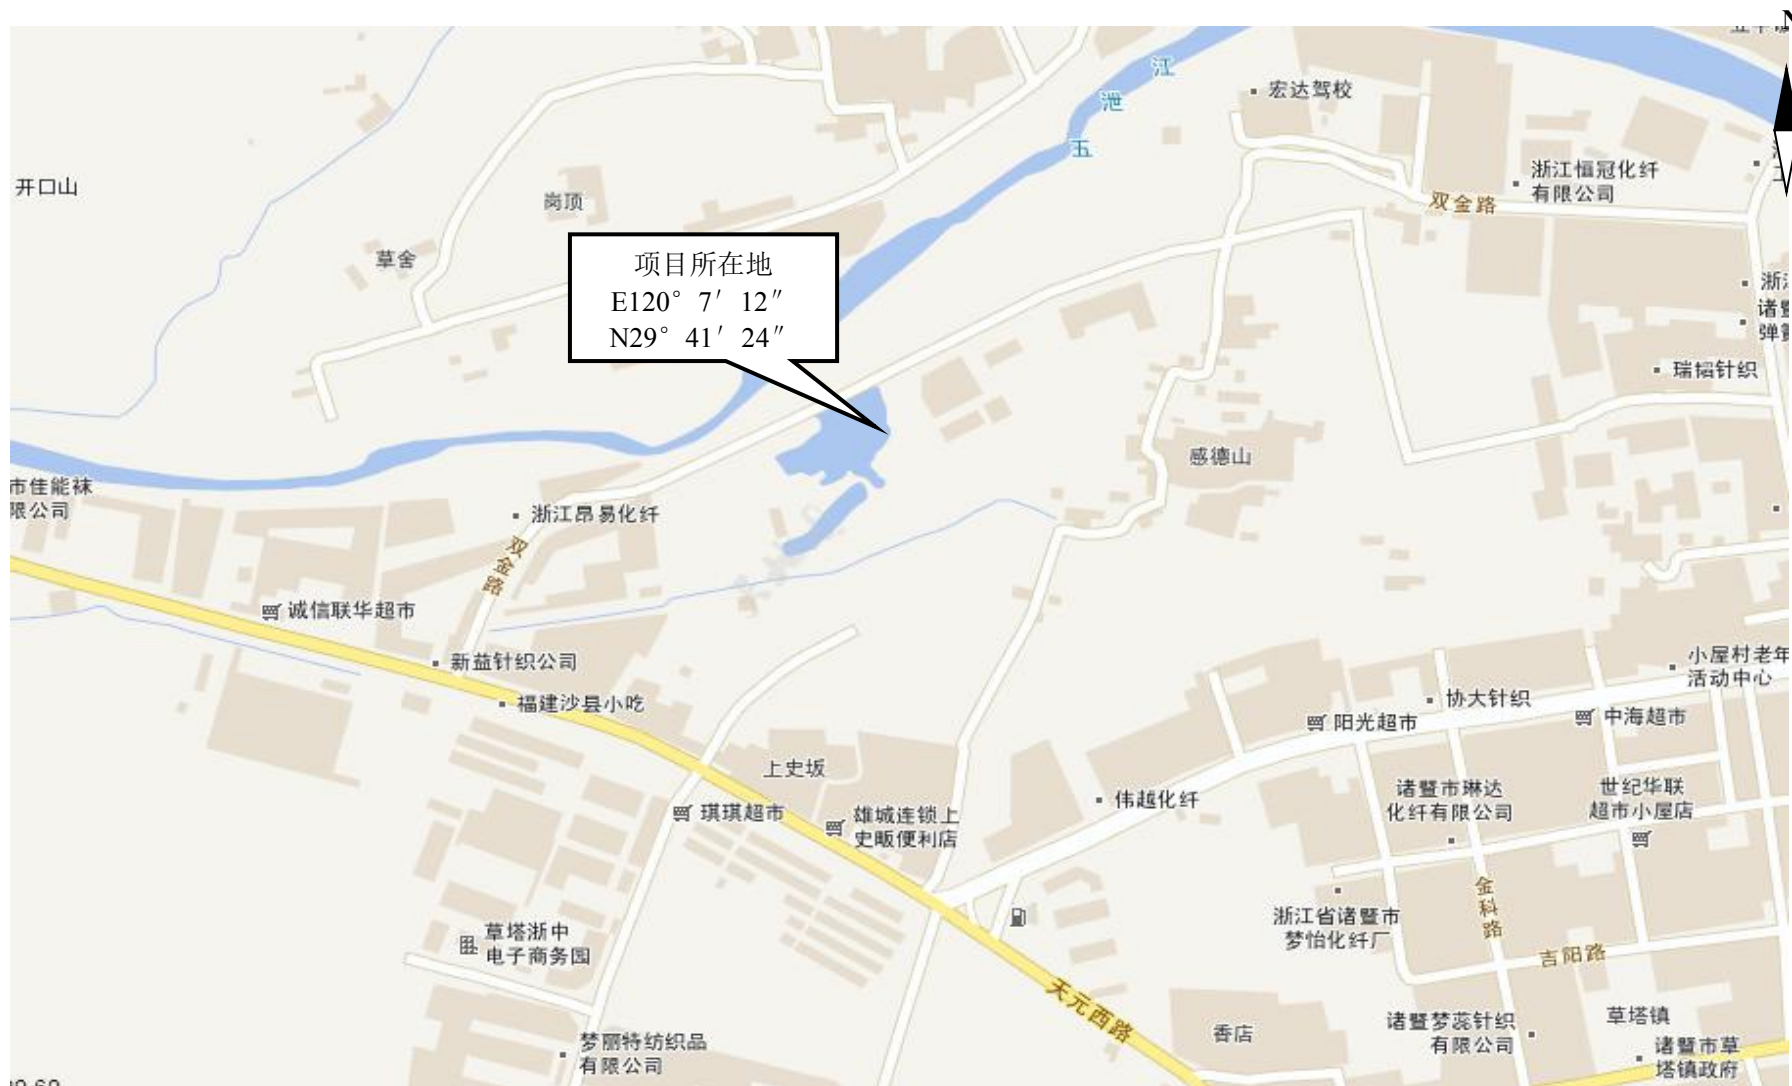 N
江
泄
五
宏达驾校
开口山
浙江恒冠化纤
有限公司
岗顶
双金路
草舍
项目所在地
E120° 7′ 12″
N29° 41′ 24″
浙江
诸暨
弹簧
瑞韬针织
感德山
市佳能袜
限公司
浙江昂易化纤
双金路
诚信联华超市
新益针织公司
小屋村老年
活动中心
福建沙县小吃
协大针织
中海超市
阳光超市
上史坂
诸暨市琳达
化纤有限公司
世纪华联
超市小屋店
伟越化纤
琪琪超市
雄城连锁上
史畈便利店
金科路
浙江省诸暨市
梦怡化纤厂
草塔浙中
电子商务园
吉阳路
天元西路
草塔镇
香店
诸暨梦蕊针织
有限公司
梦丽特纺织品
有限公司
诸暨市草
塔镇政府